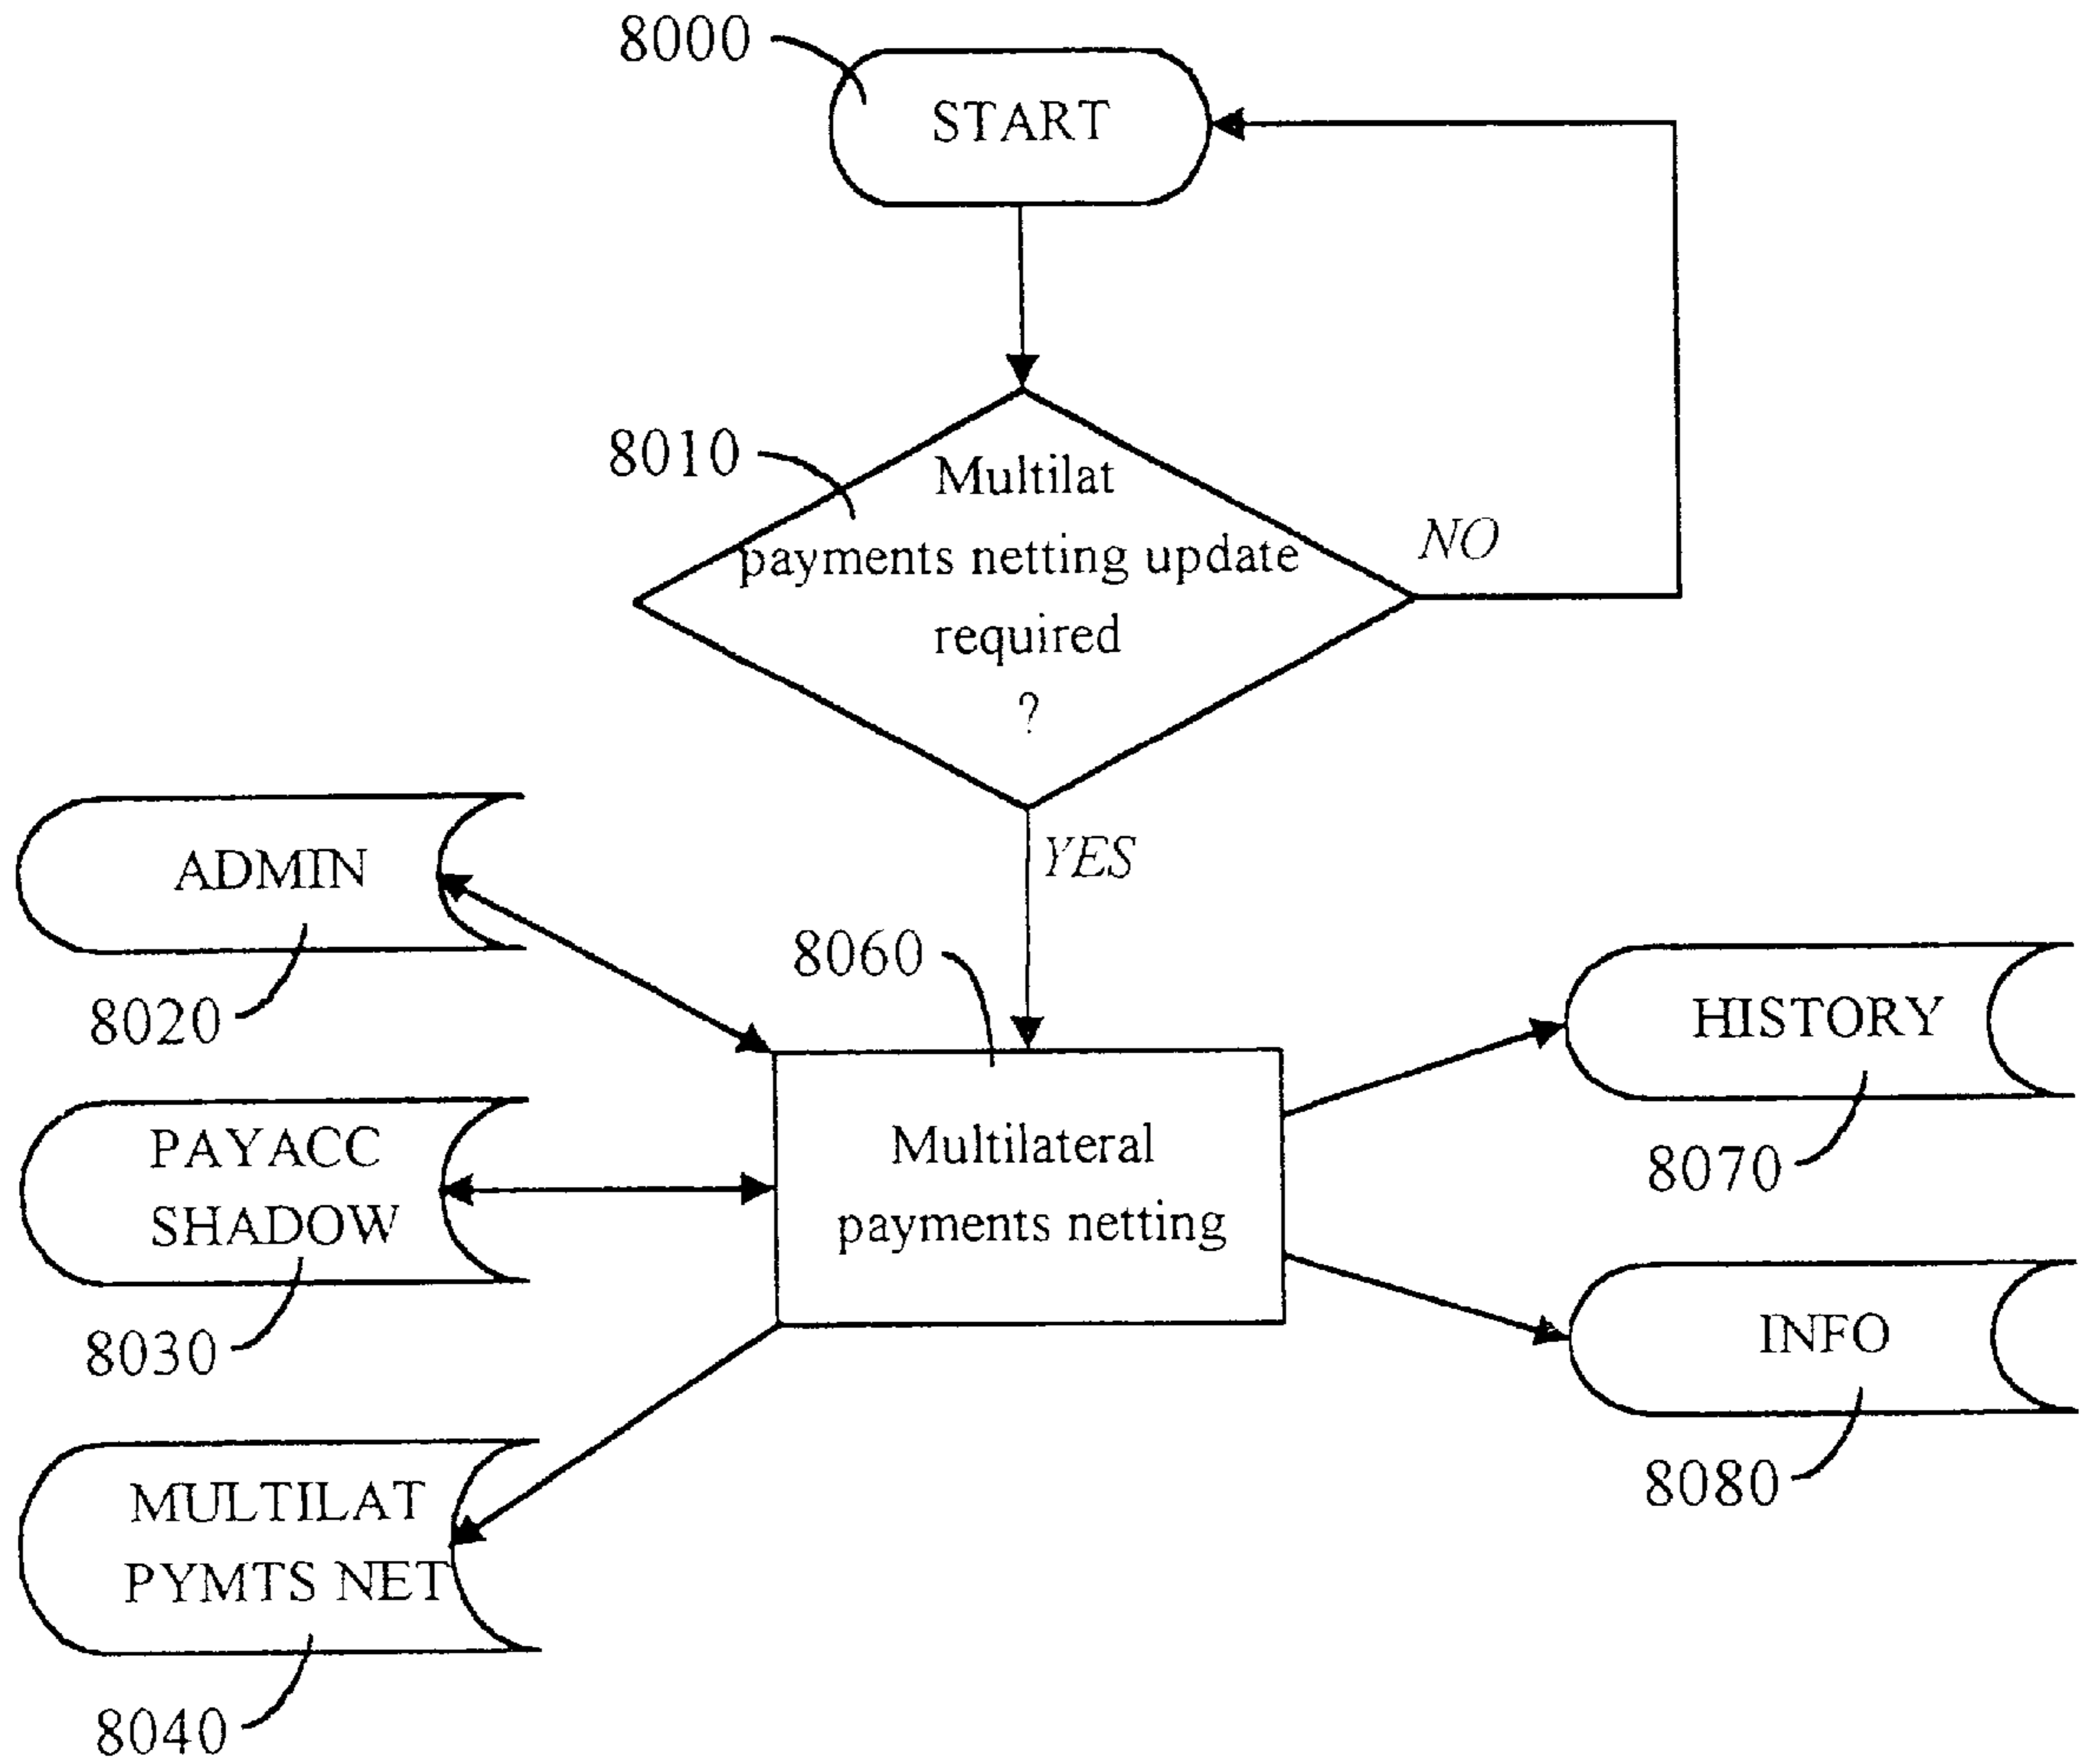 8000
START
8010
Multilat
payments netting update
required
?
NO
YES
ADMIN
8020
8060
HISTORY
8070
PAYACC
SHADOW
8030
Multilateral
payments netting
INFO
8080
MULTILAT
PYMTS NET
8040